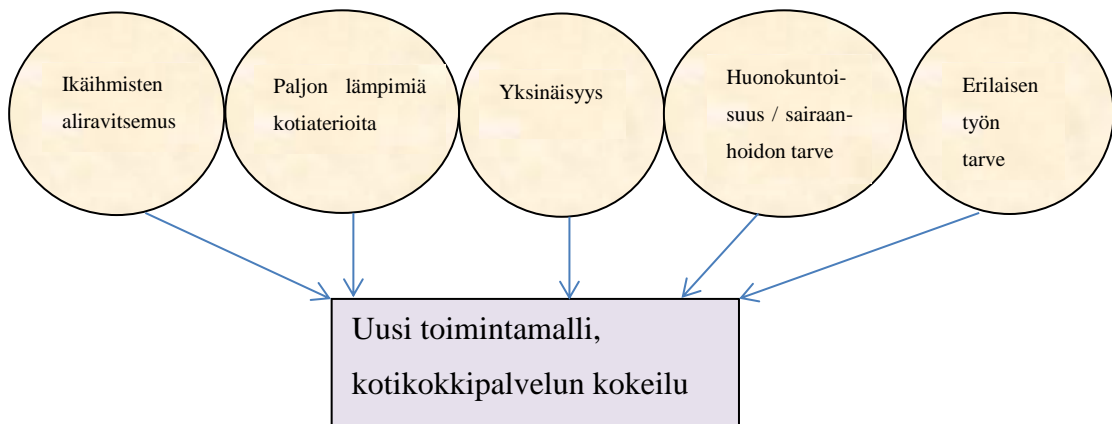 Ikäihmisten
aliravitsemus
Paljon lämpimiä
kotiaterioita
Yksinäisyys
Huonokuntoi-
suus / sairaan-
hoidon tarve
Erilaisen
työn
tarve
Uusi toimintamalli,
kotikokkipalvelun kokeilu